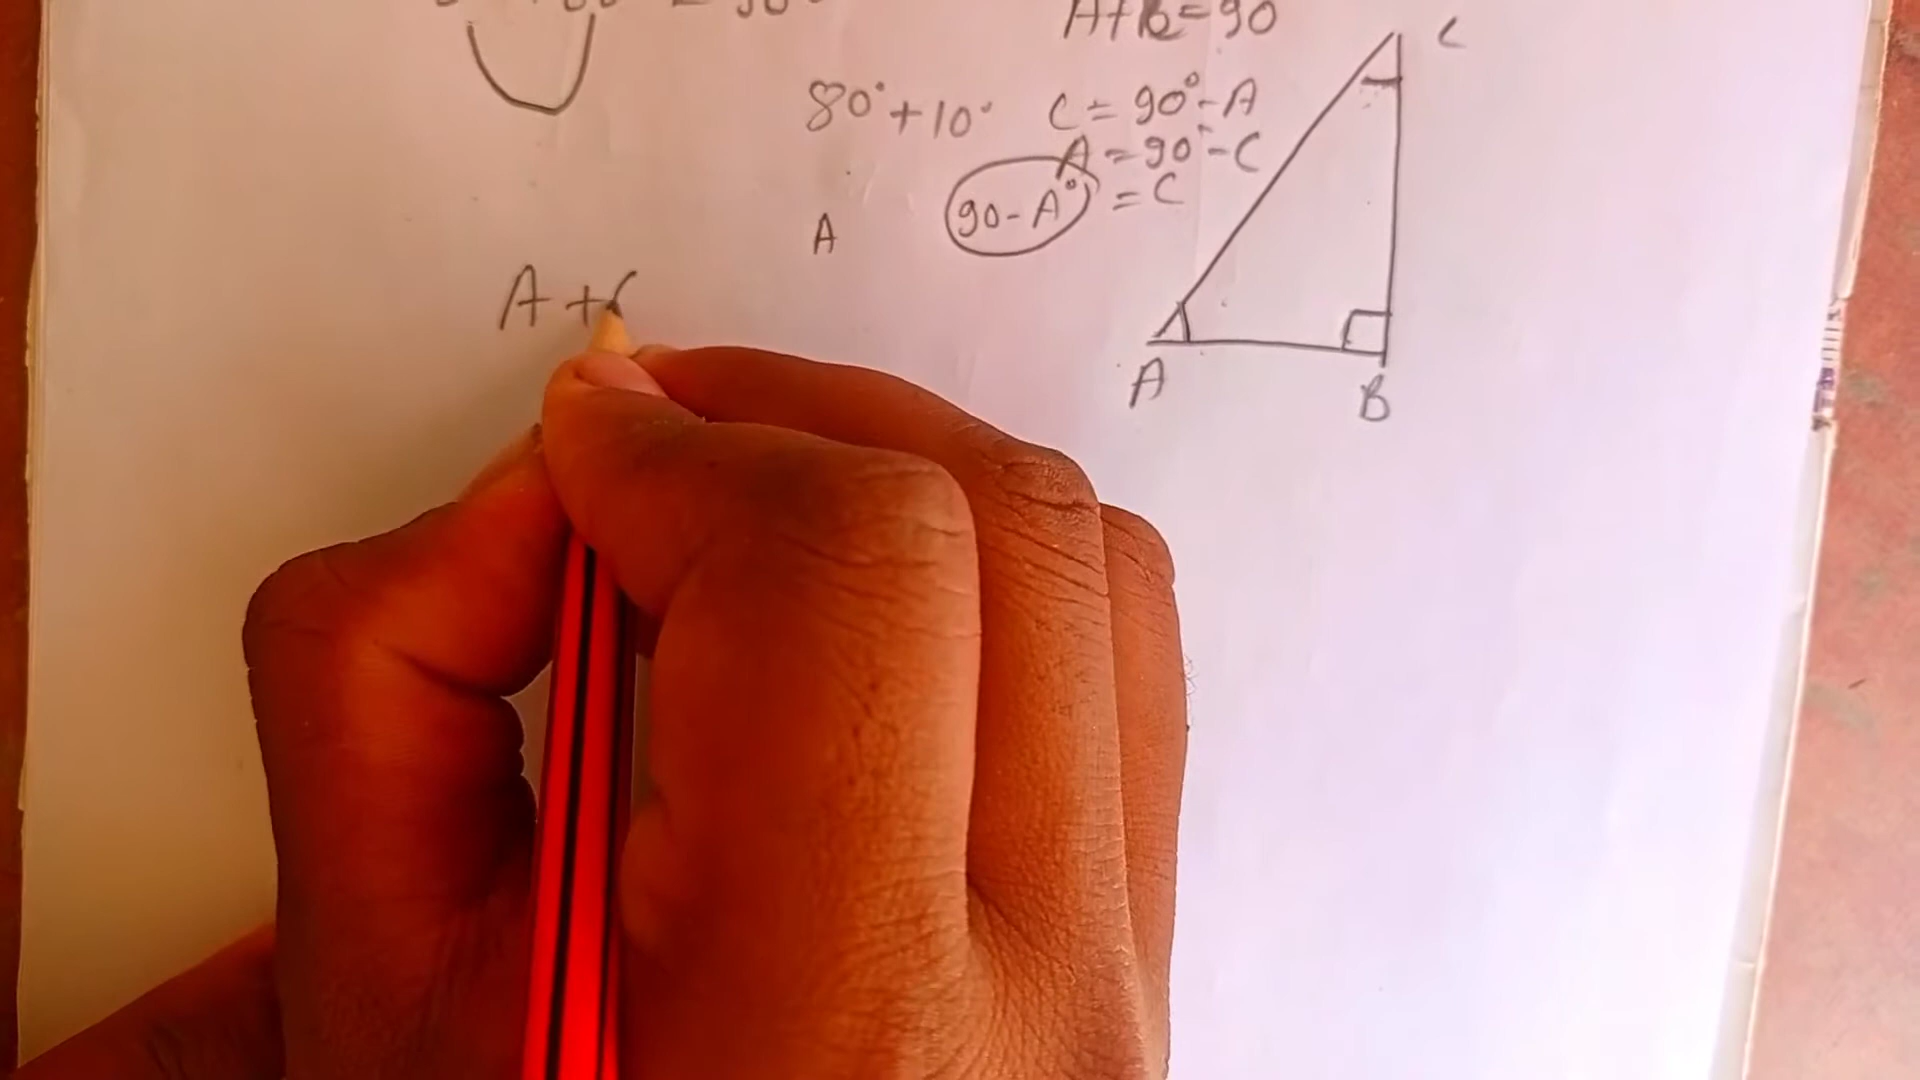 A+B=90
80°+10°
C = 90°-A
A = 90°-C
90-A° = C
A
A+C
C
A
B